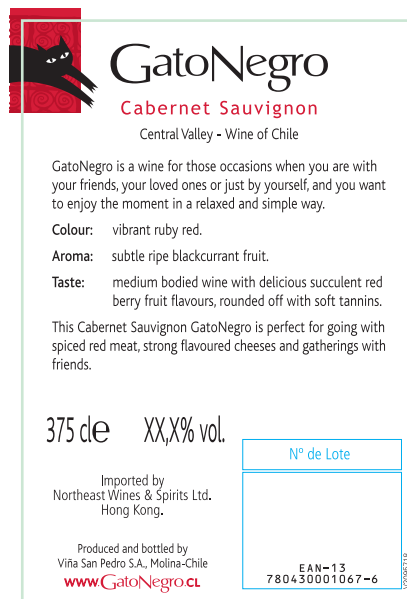 GatoNegro
Cabernet Sauvignon
Central Valley - Wine of Chile
GatoNegro is a wine for those occasions when you are with
your friends, your loved ones or just by yourself, and you want
to enjoy the moment in a relaxed and simple way.
Colour: vibrant ruby red.
Aroma: subtle ripe blackcurrant fruit.
Taste: medium bodied wine with delicious succulent red
berry fruit flavours, rounded off with soft tannins.
This Cabernet Sauvignon GatoNegro is perfect for going with
spiced red meat, strong flavoured cheeses and gatherings with
friends.
375 cl℮ XX,X% vol.
Nº de Lote
Imported by
Northeast Wines & Spirits Ltd.
Hong Kong.
Produced and bottled by
Viña San Pedro S.A., Molina-Chile
www.GatoNegro.CL
EAN-13
780430001067-6